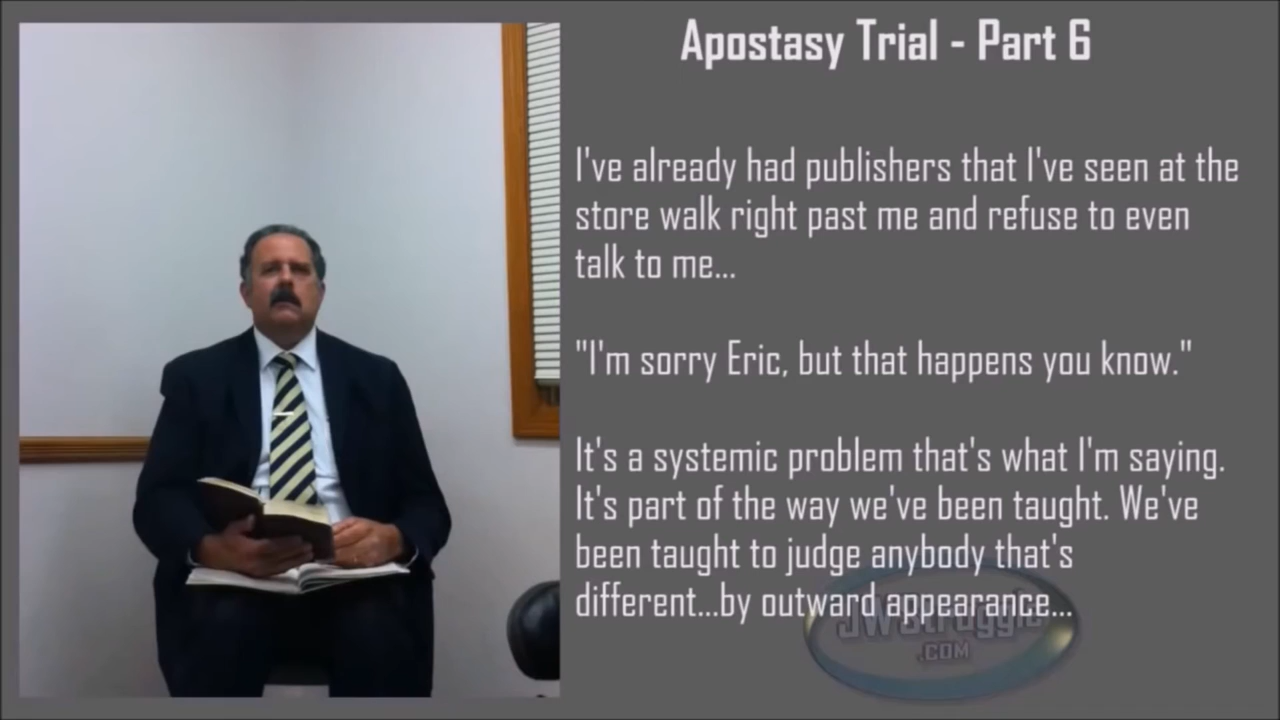 Apostasy Trial - Part 6
I've already had publishers that I've seen at the
store walk right past me and refuse to even
talk to me...
"I'm sorry Eric, but that happens you know."
It's a systemic problem that's what I'm saying.
It's part of the way we've been taught. We've
been taught to judge anybody that's
different...by outward appearance...
JWStruggle
.COM